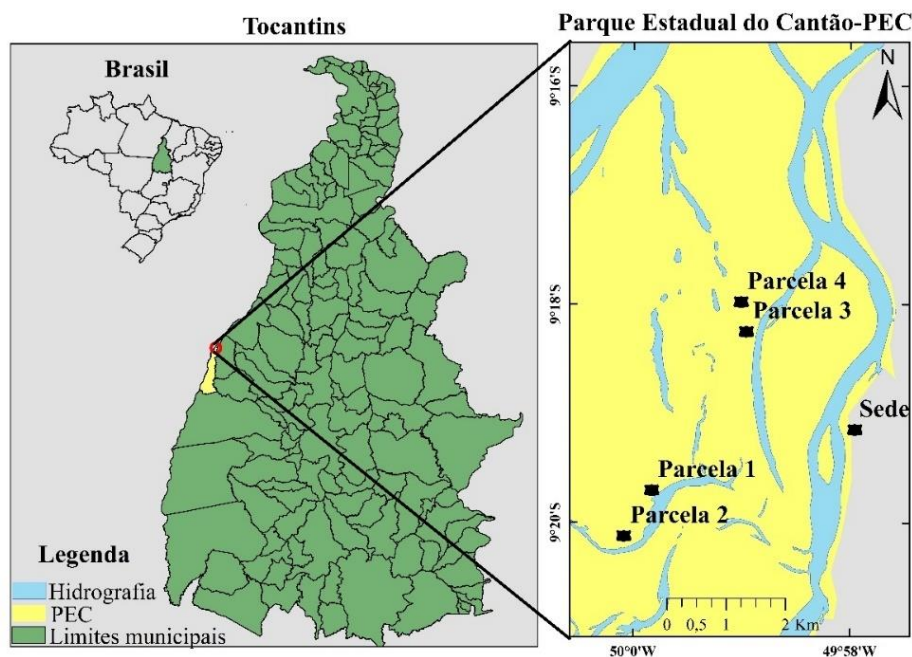 Tocantins
Brasil
Legenda
Hidrografia
PEC
Limites municipais
Parque Estadual do Cantão-PEC
N
9°16'S
9°18'S
9°20'S
Parcela 4
Parcela 3
Sede
Parcela 1
Parcela 2
0 0,5 1 2 Km
50°0'W 49°58'W